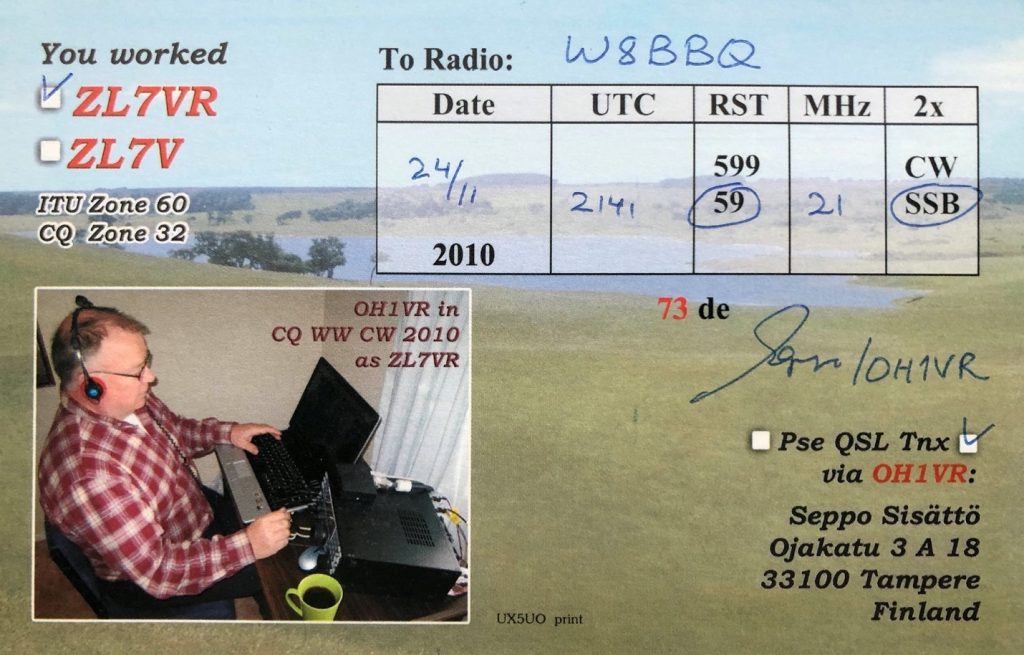 You worked
ZL7VR
ZL7V
ITU Zone 60
CQ Zone 32
To Radio: W8BBQ
Date UTC RST MHz 2x
599 CW
24/11 2141 59 21 SSB
2010
OH1VR in
CQ WW CW 2010
as ZL7VR
73 de
/OH1VR
Pse QSL Tnx
via OH1VR:
Seppo Sisättö
Ojakatu 3 A 18
33100 Tampere
Finland
UX5UO print